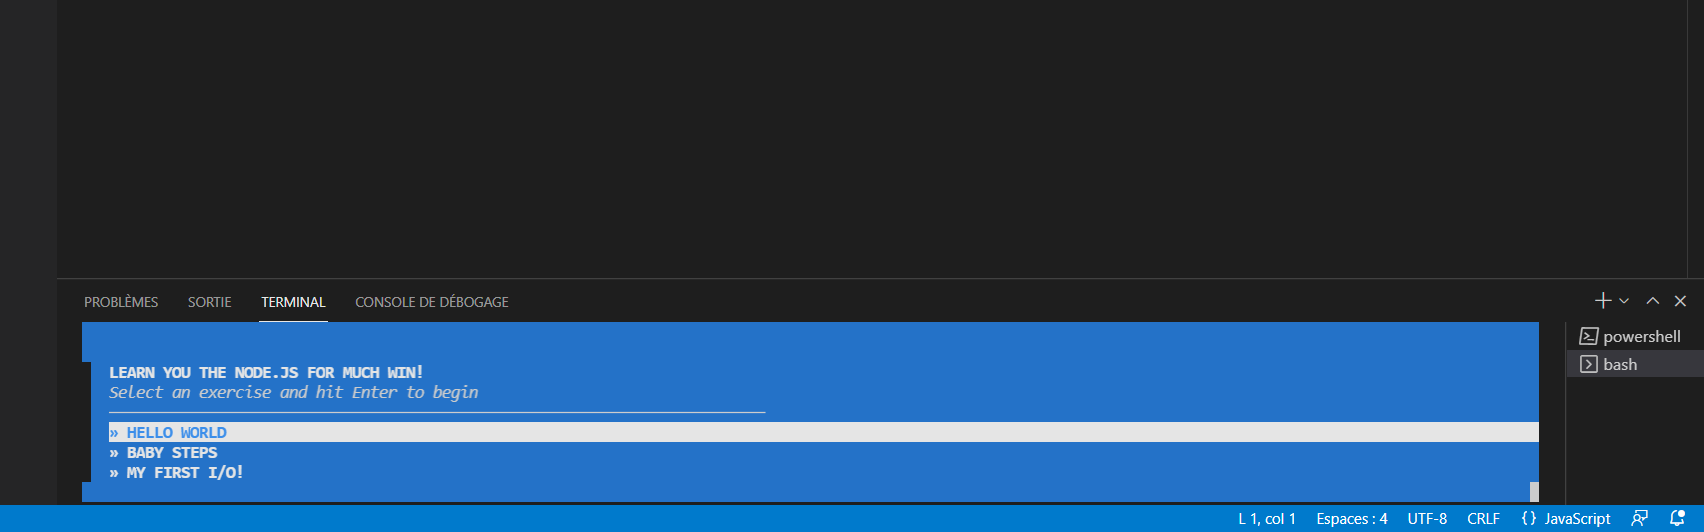 PROBLÈMES SORTIE TERMINAL CONSOLE DE DÉBOGAGE
LEARN YOU THE NODE.JS FOR MUCH WIN!
Select an exercise and hit Enter to begin
» HELLO WORLD
» BABY STEPS
» MY FIRST I/O!
powershell
bash
L 1, col 1 Espaces : 4 UTF-8 CRLF {} JavaScript